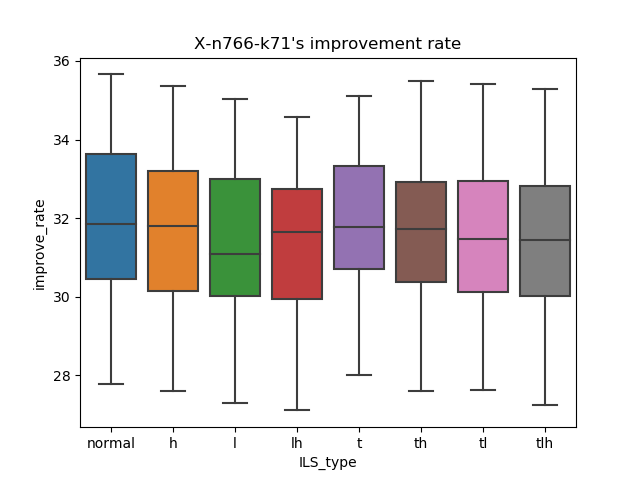 X-n766-k71's improvement rate
36
34
32
30
28
improve_rate
normal h l lh t th tl tlh
ILS_type